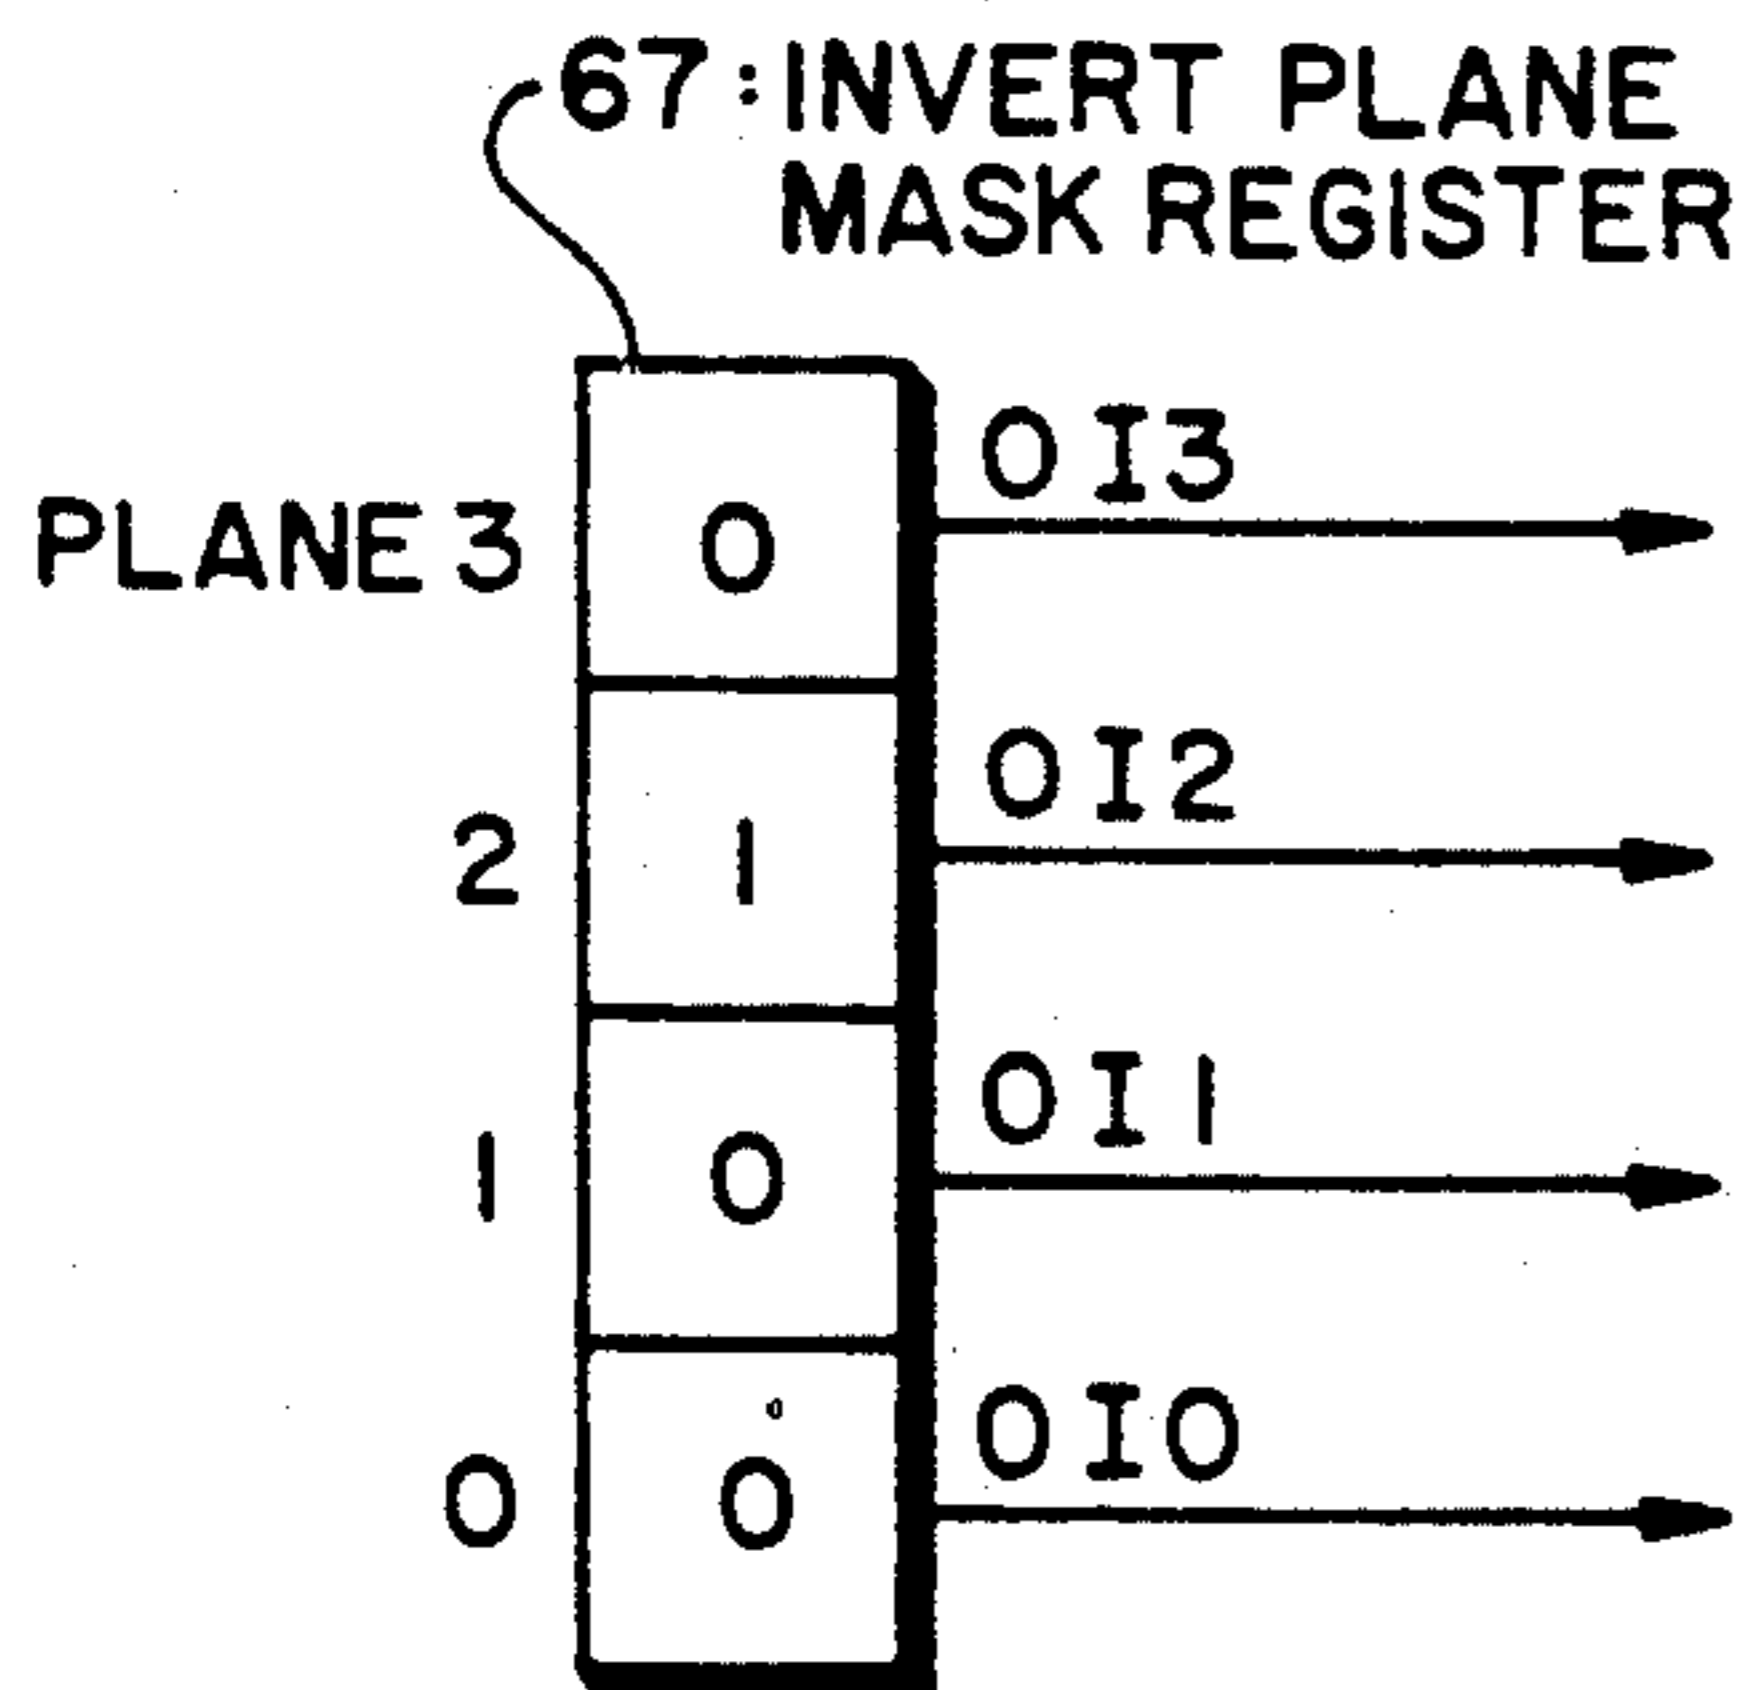 67:INVERT PLANE
MASK REGISTER
OI3
PLANE 3 0
OI2
2 1
OI1
1 0
OI0
0 0